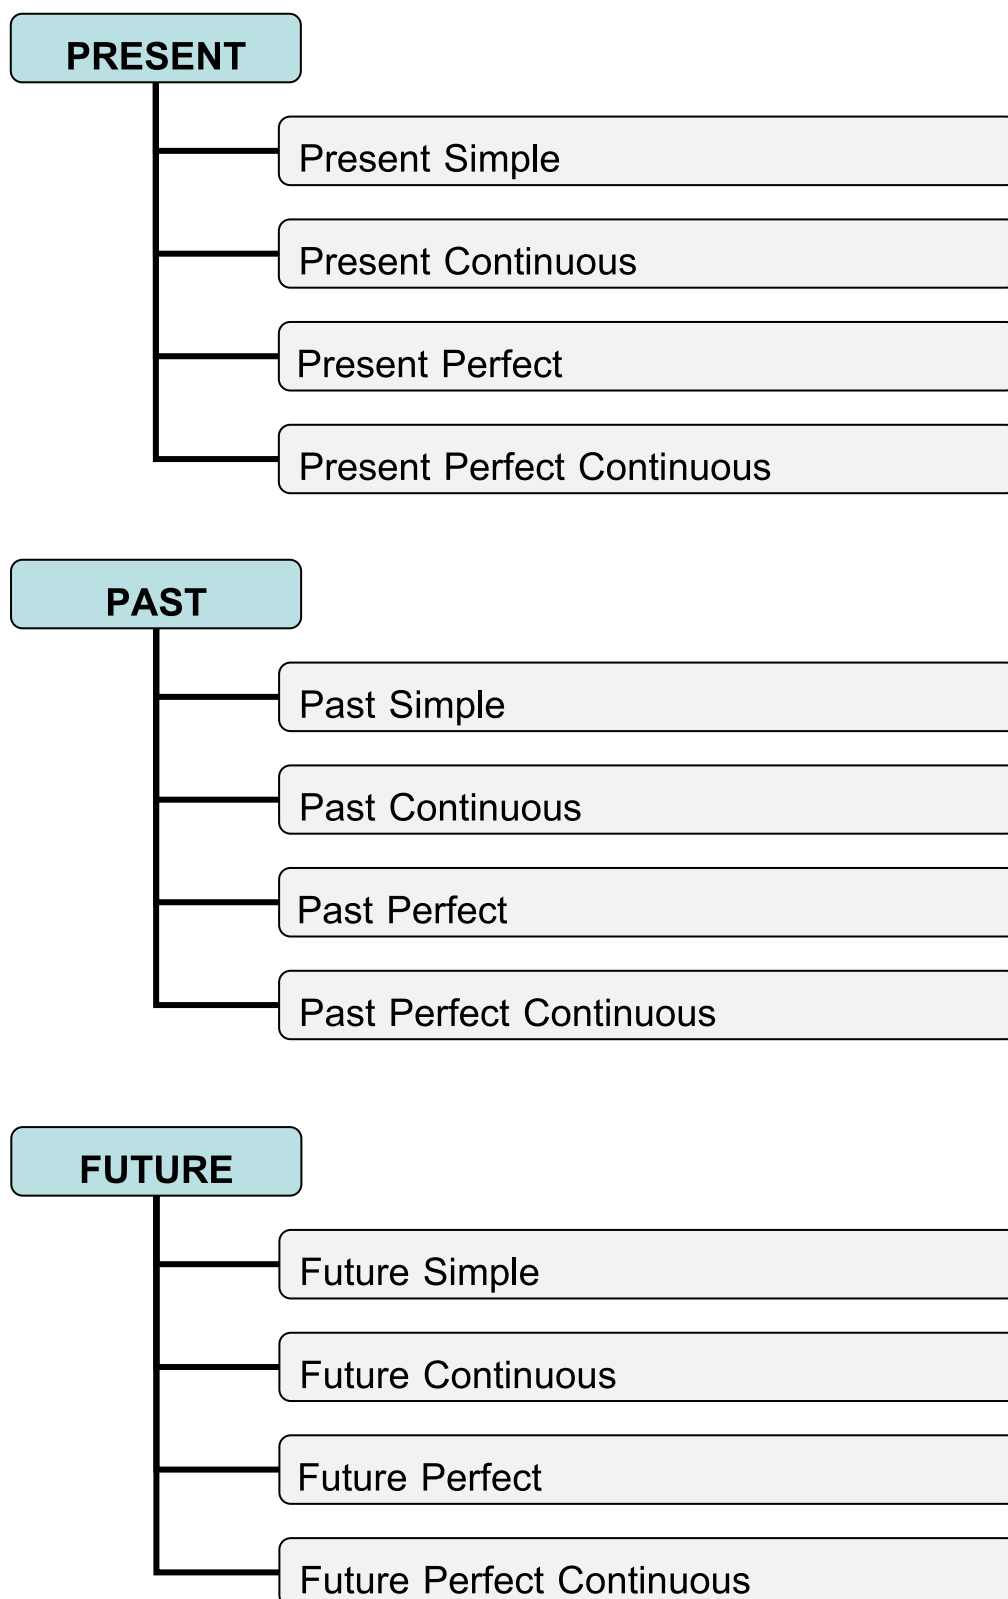 PRESENT
Present Simple
Present Continuous
Present Perfect
Present Perfect Continuous
PAST
Past Simple
Past Continuous
Past Perfect
Past Perfect Continuous
FUTURE
Future Simple
Future Continuous
Future Perfect
Future Perfect Continuous